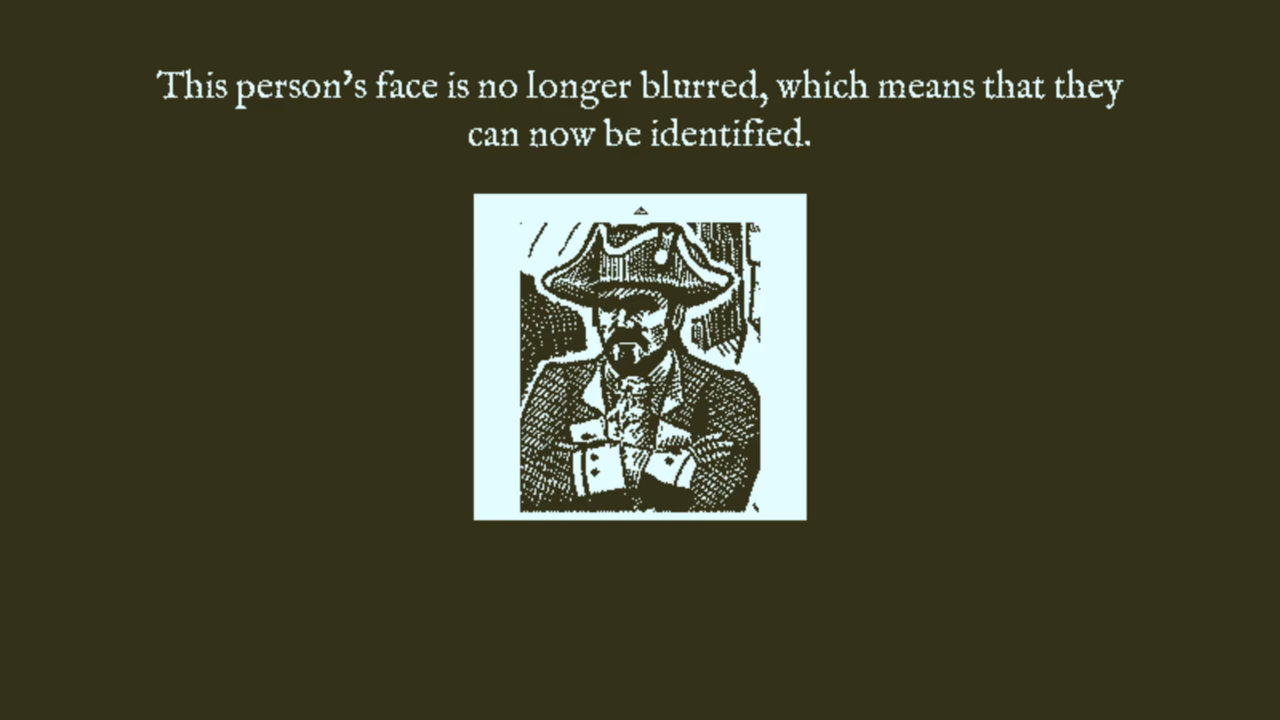 This person's face is no longer blurred, which means that they
can now be identified.